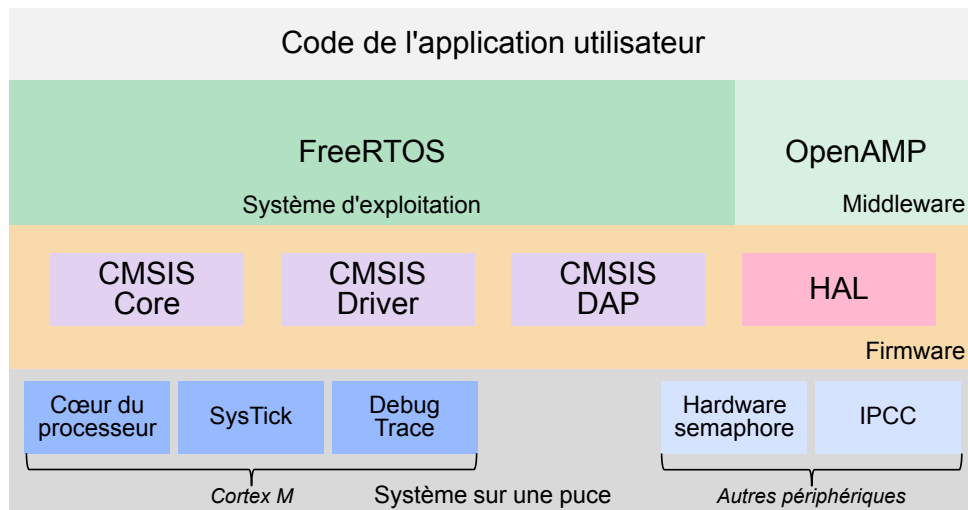 Code de l'application utilisateur
FreeRTOS
OpenAMP
Système d'exploitation
Middleware
CMSIS
Core
CMSIS
Driver
CMSIS
DAP
HAL
Firmware
Cœur du
processeur
SysTick
Debug
Trace
Hardware
semaphore
IPCC
Cortex M
Système sur une puce
Autres périphériques